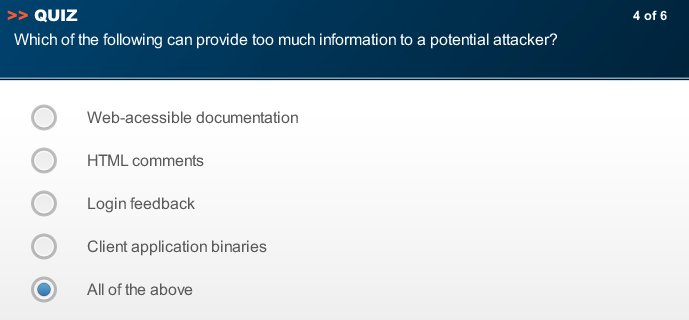 >> QUIZ
4 of 6
Which of the following can provide too much information to a potential attacker?
Web-acessible documentation
HTML comments
Login feedback
Client application binaries
All of the above